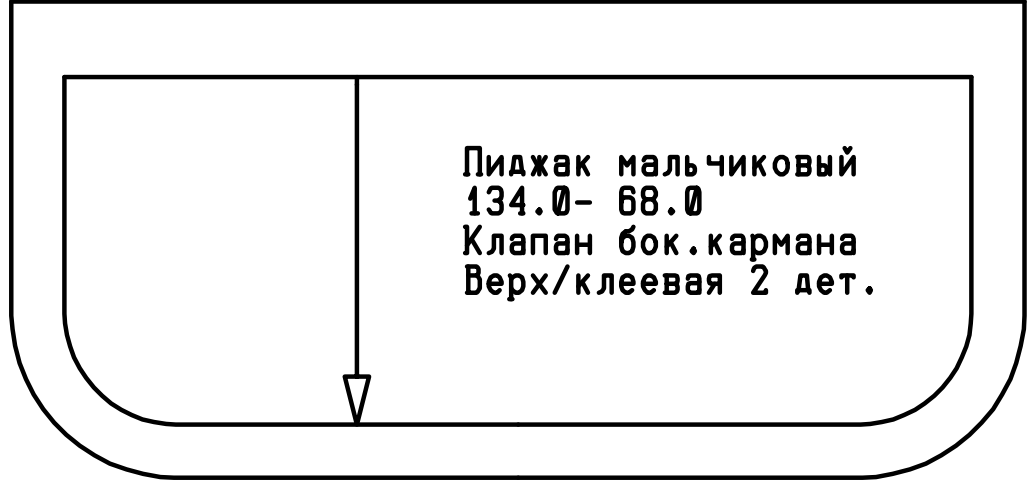 Пиджак мальчиковый
134.0- 68.0
Клапан бок.кармана
Верх/клеевая 2 дет.